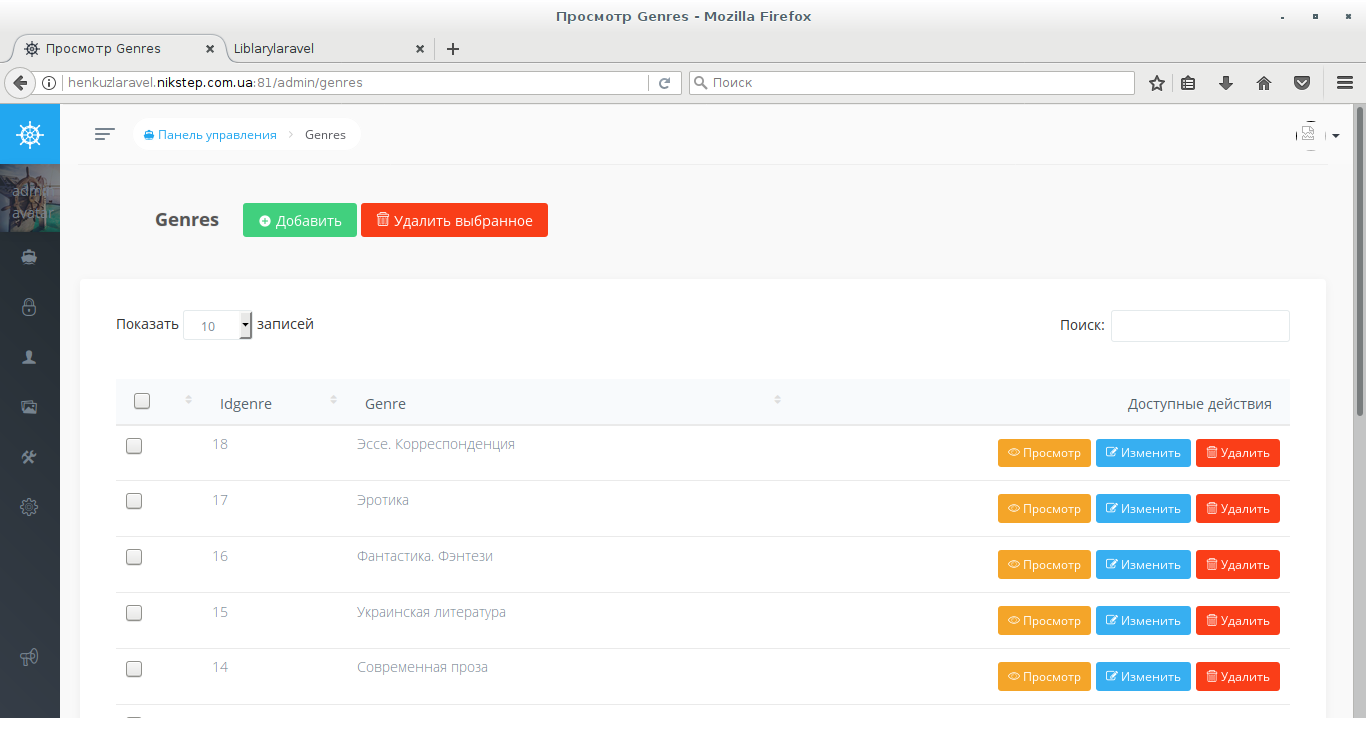 Просмотр Genres - Mozilla Firefox
Просмотр Genres
Liblarylaravel
henkuzlaravel.nikstep.com.ua:81/admin/genres
Поиск
Панель управления
Genres
admin avatar
Genres
Добавить
Удалить выбранное
Показать 10 записей
Поиск:
Idgenre Genre Доступные действия
18 Эссе. Корреспонденция Просмотр Изменить Удалить
17 Эротика Просмотр Изменить Удалить
16 Фантастика. Фэнтези Просмотр Изменить Удалить
15 Украинская литература Просмотр Изменить Удалить
14 Современная проза Просмотр Изменить Удалить